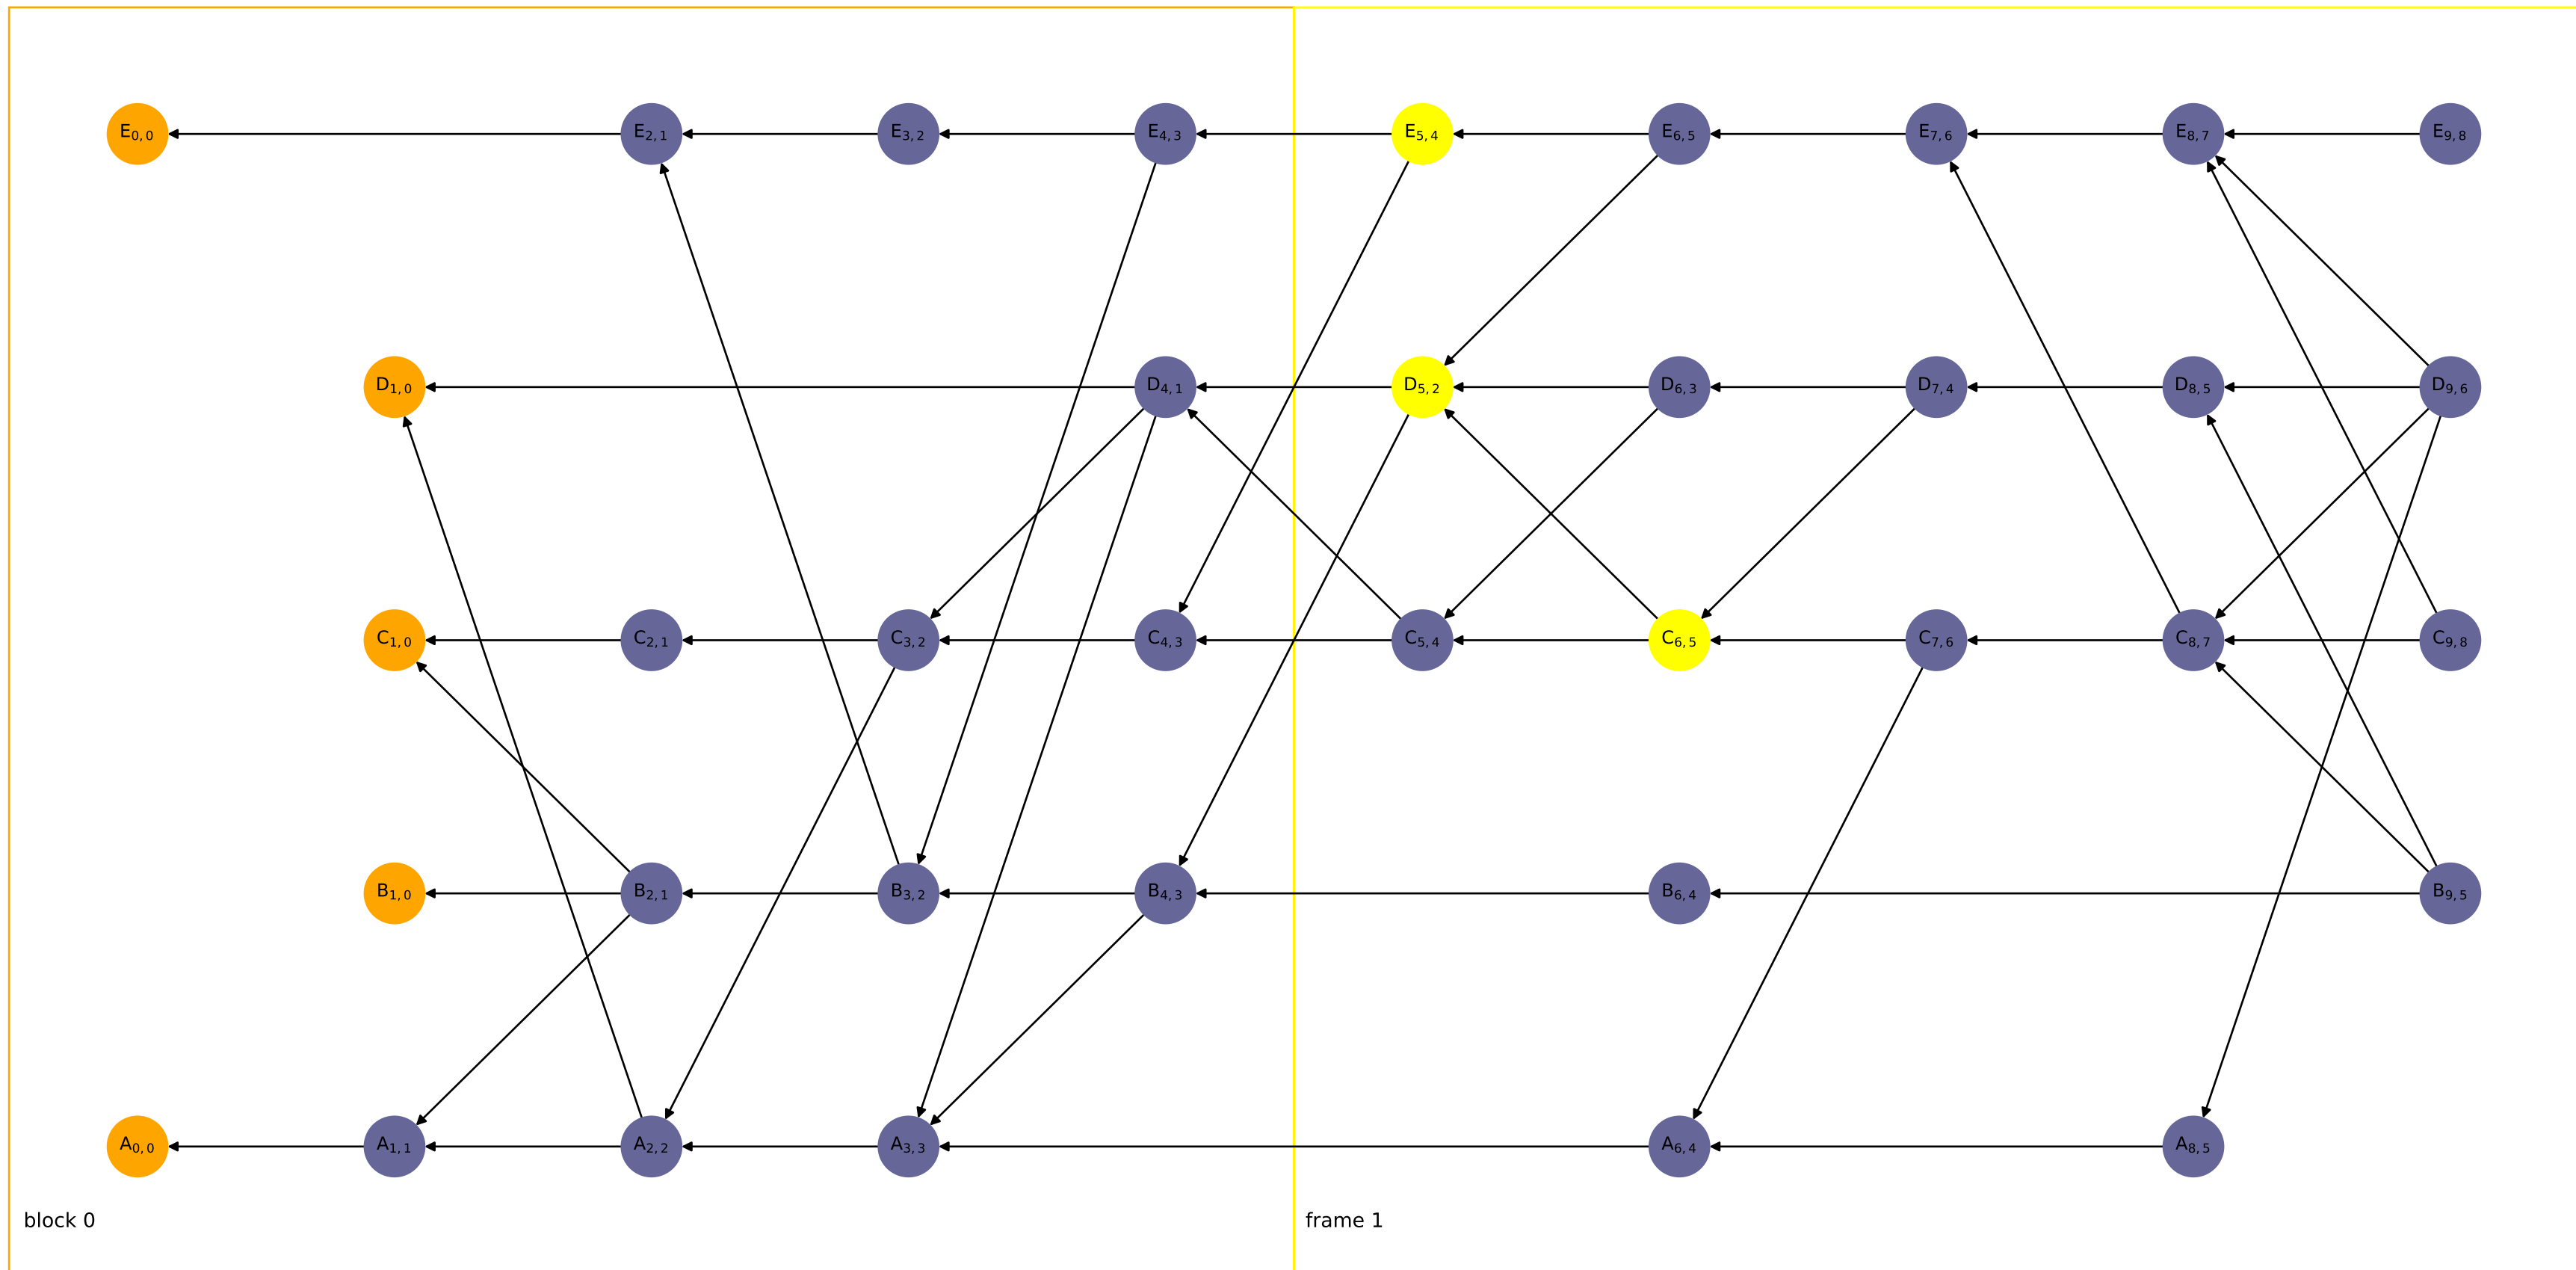 E0,0 E2,1 E3,2 E4,3 E5,4 E6,5 E7,6 E8,7 E9,8
D1,0 D4,1 D5,2 D6,3 D7,4 D8,5 D9,6
C1,0 C2,1 C3,2 C4,3 C5,4 C6,5 C7,6 C8,7 C9,8
B1,0 B2,1 B3,2 B4,3 B6,4 B9,5
A0,0 A1,1 A2,2 A3,3 A6,4 A8,5
block 0 frame 1